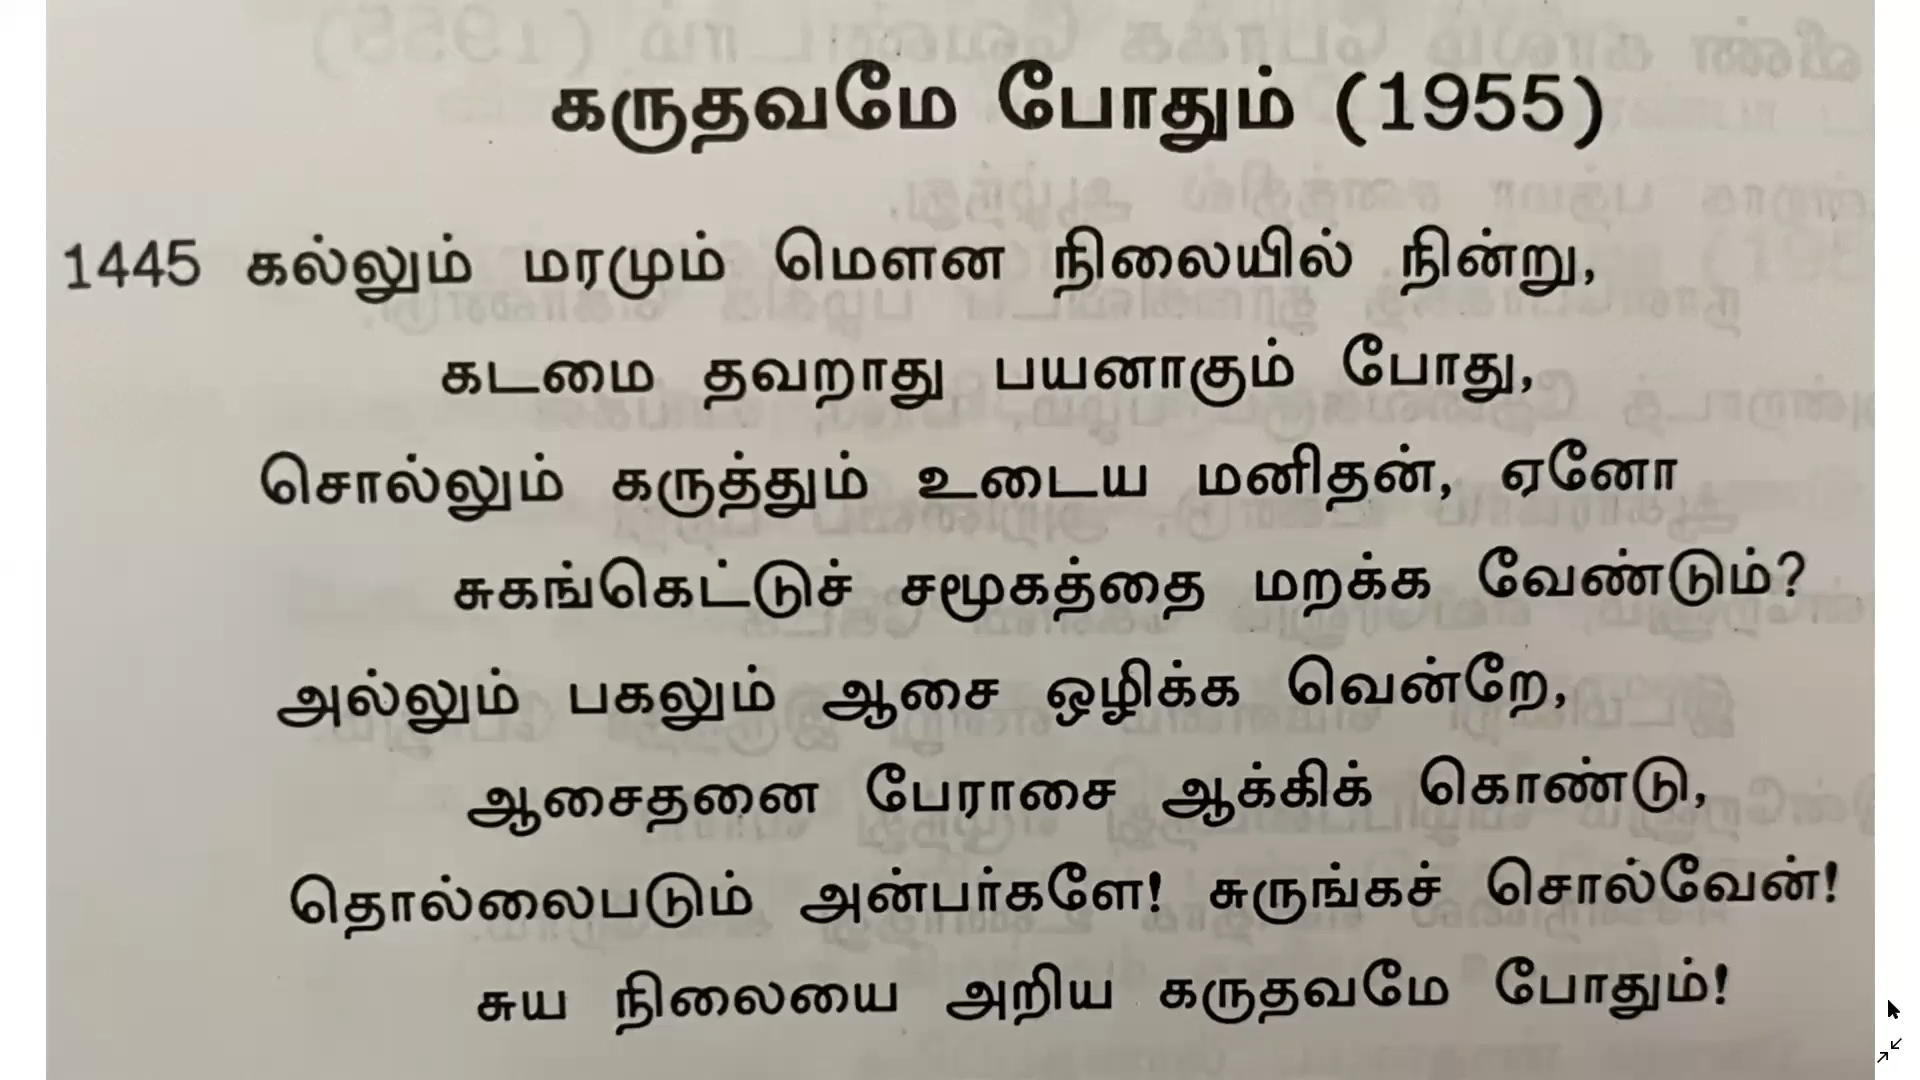 கருதவமே போதும் (1955)
1445 கல்லும் மரமும் மௌன நிலையில் நின்று,
கடமை தவறாது பயனாகும் போது,
சொல்லும் கருத்தும் உடைய மனிதன், ஏனோ
சுகங்கெட்டுச் சமூகத்தை மறக்க வேண்டும்?
அல்லும் பகலும் ஆசை ஒழிக்க வென்றே,
ஆசைதனை பேராசை ஆக்கிக் கொண்டு,
தொல்லைபடும் அன்பர்களே! சுருங்கச் சொல்வேன்!
சுய நிலையை அறிய கருதவமே போதும்!